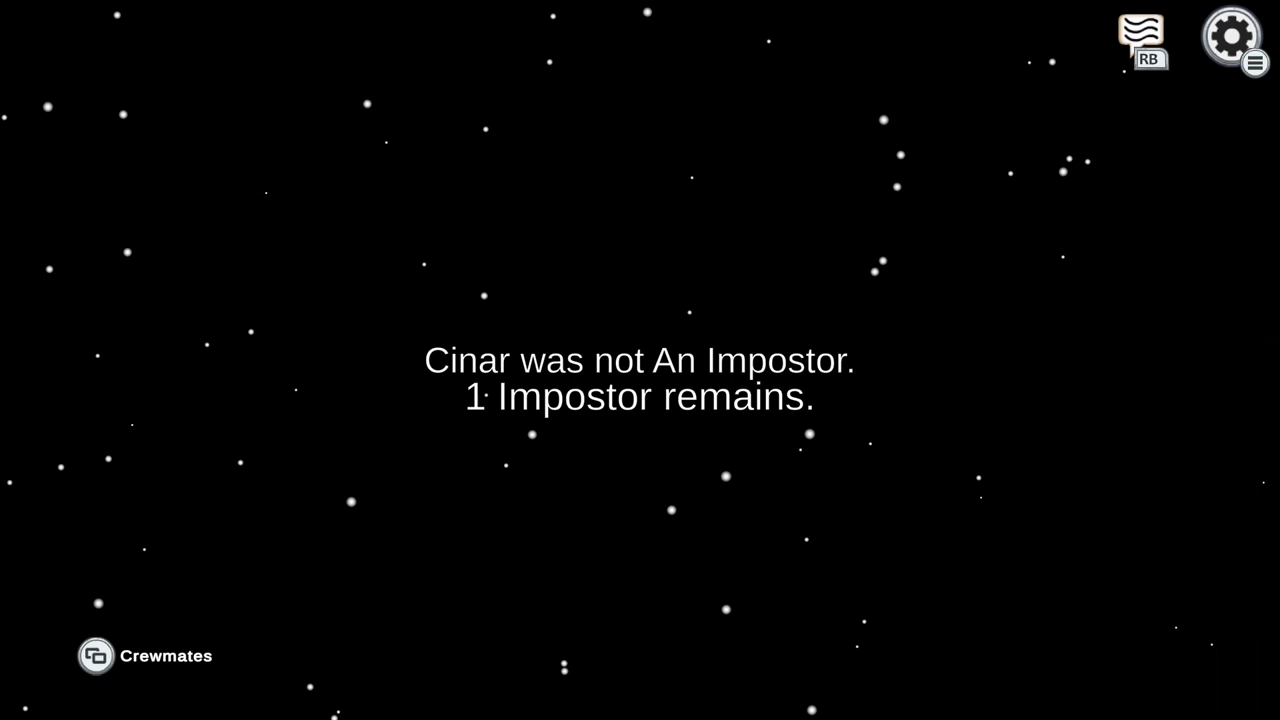 RB
Cinar was not An Impostor.
1 Impostor remains.
Crewmates